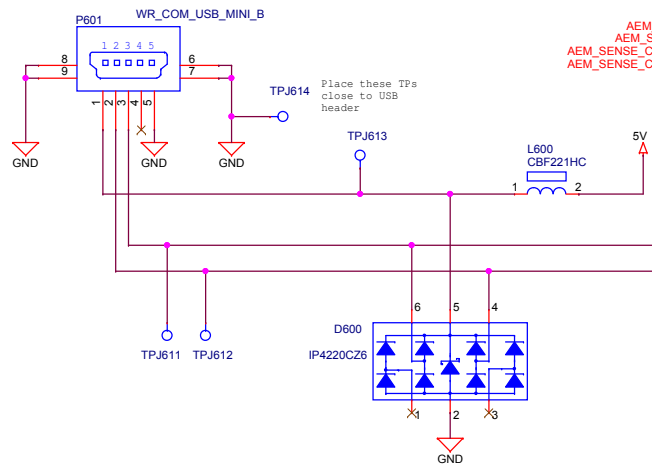 WR_COM_USB_MINI_B
P601
1 2 3 4 5
8
9
6
7
1
2
3
4
5
GND
GND
GND
TPJ614
Place these TPs
close to USB
header
TPJ613
AEM
AEM_S
AEM_SENSE_C
AEM_SENSE_C
5V
L600
CBF221HC
1
2
TPJ611
TPJ612
6
5
4
D600
IP4220CZ6
1
2
3
GND